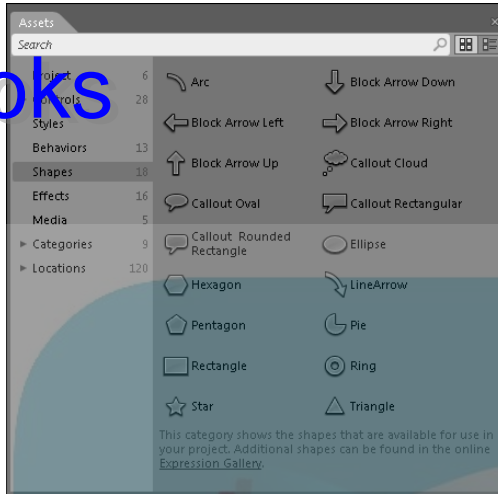 Assets
Search
oks
Project 6
Controls 28
Styles
Behaviors 13
Shapes 18
Effects 16
Media 5
Categories 9
Locations 120
Arc
Block Arrow Down
Block Arrow Left
Block Arrow Right
Block Arrow Up
Callout Cloud
Callout Oval
Callout Rectangular
Callout Rounded
Rectangle
Ellipse
Hexagon
LineArrow
Pentagon
Pie
Rectangle
Ring
Star
Triangle
This category shows the shapes that are available for use in
your project. Additional shapes can be found in the online
Expression Gallery.